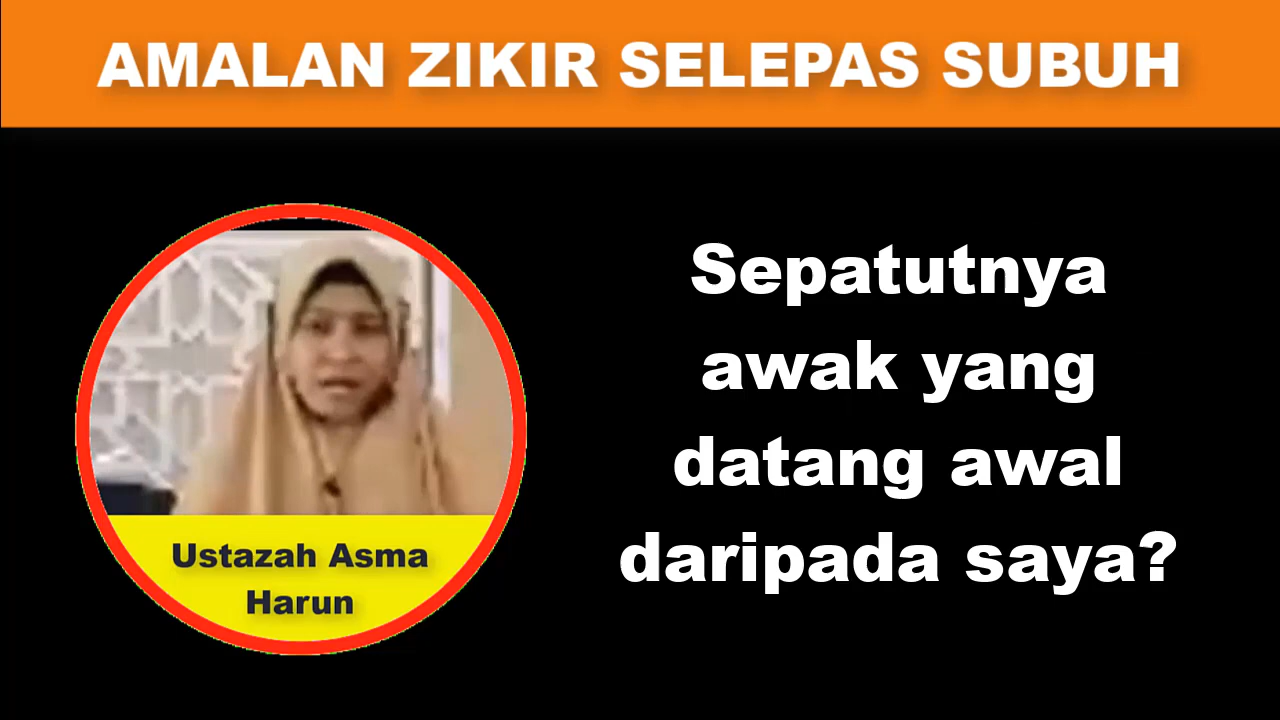 AMALAN ZIKIR SELEPAS SUBUH
Sepatutnya
awak yang
datang awal
daripada saya?
Ustazah Asma
Harun